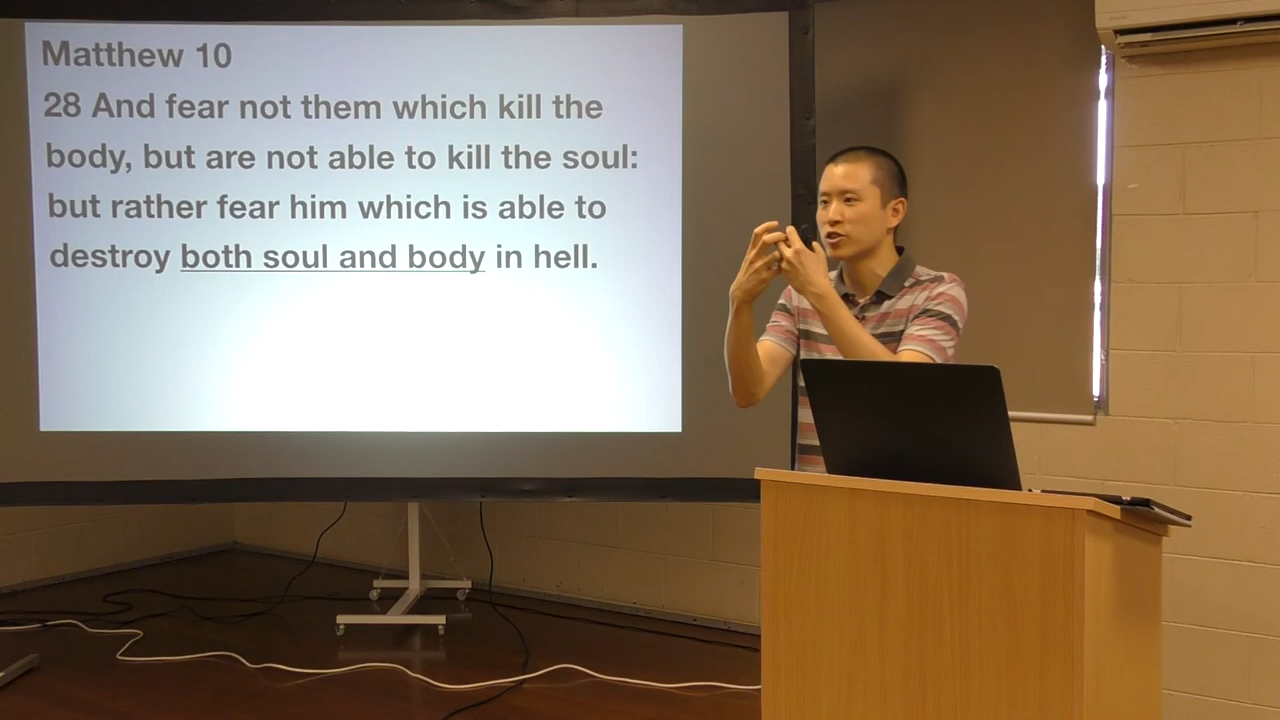 Matthew 10
28 And fear not them which kill the
body, but are not able to kill the soul:
but rather fear him which is able to
destroy both soul and body in hell.